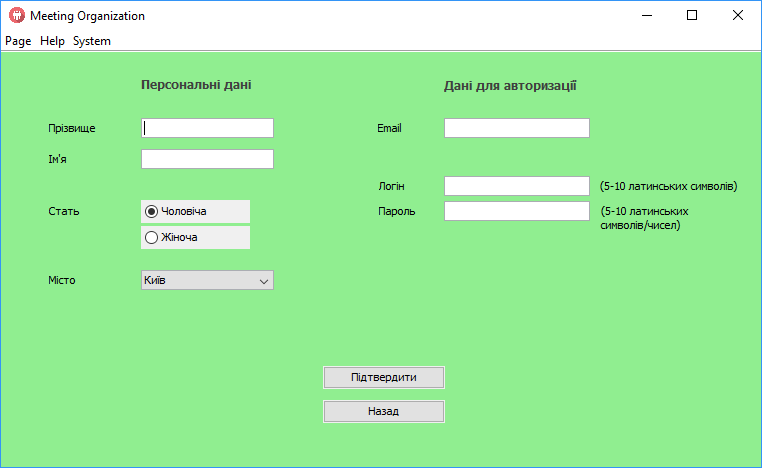 Meeting Organization
Page Help System
Персональні дані
Прізвище
Ім'я
Стать
Чоловіча
Жіноча
Місто
Київ
Дані для авторизації
Email
Логін
(5-10 латинських символів)
Пароль
(5-10 латинських
символів/чисел)
Підтвердити
Назад